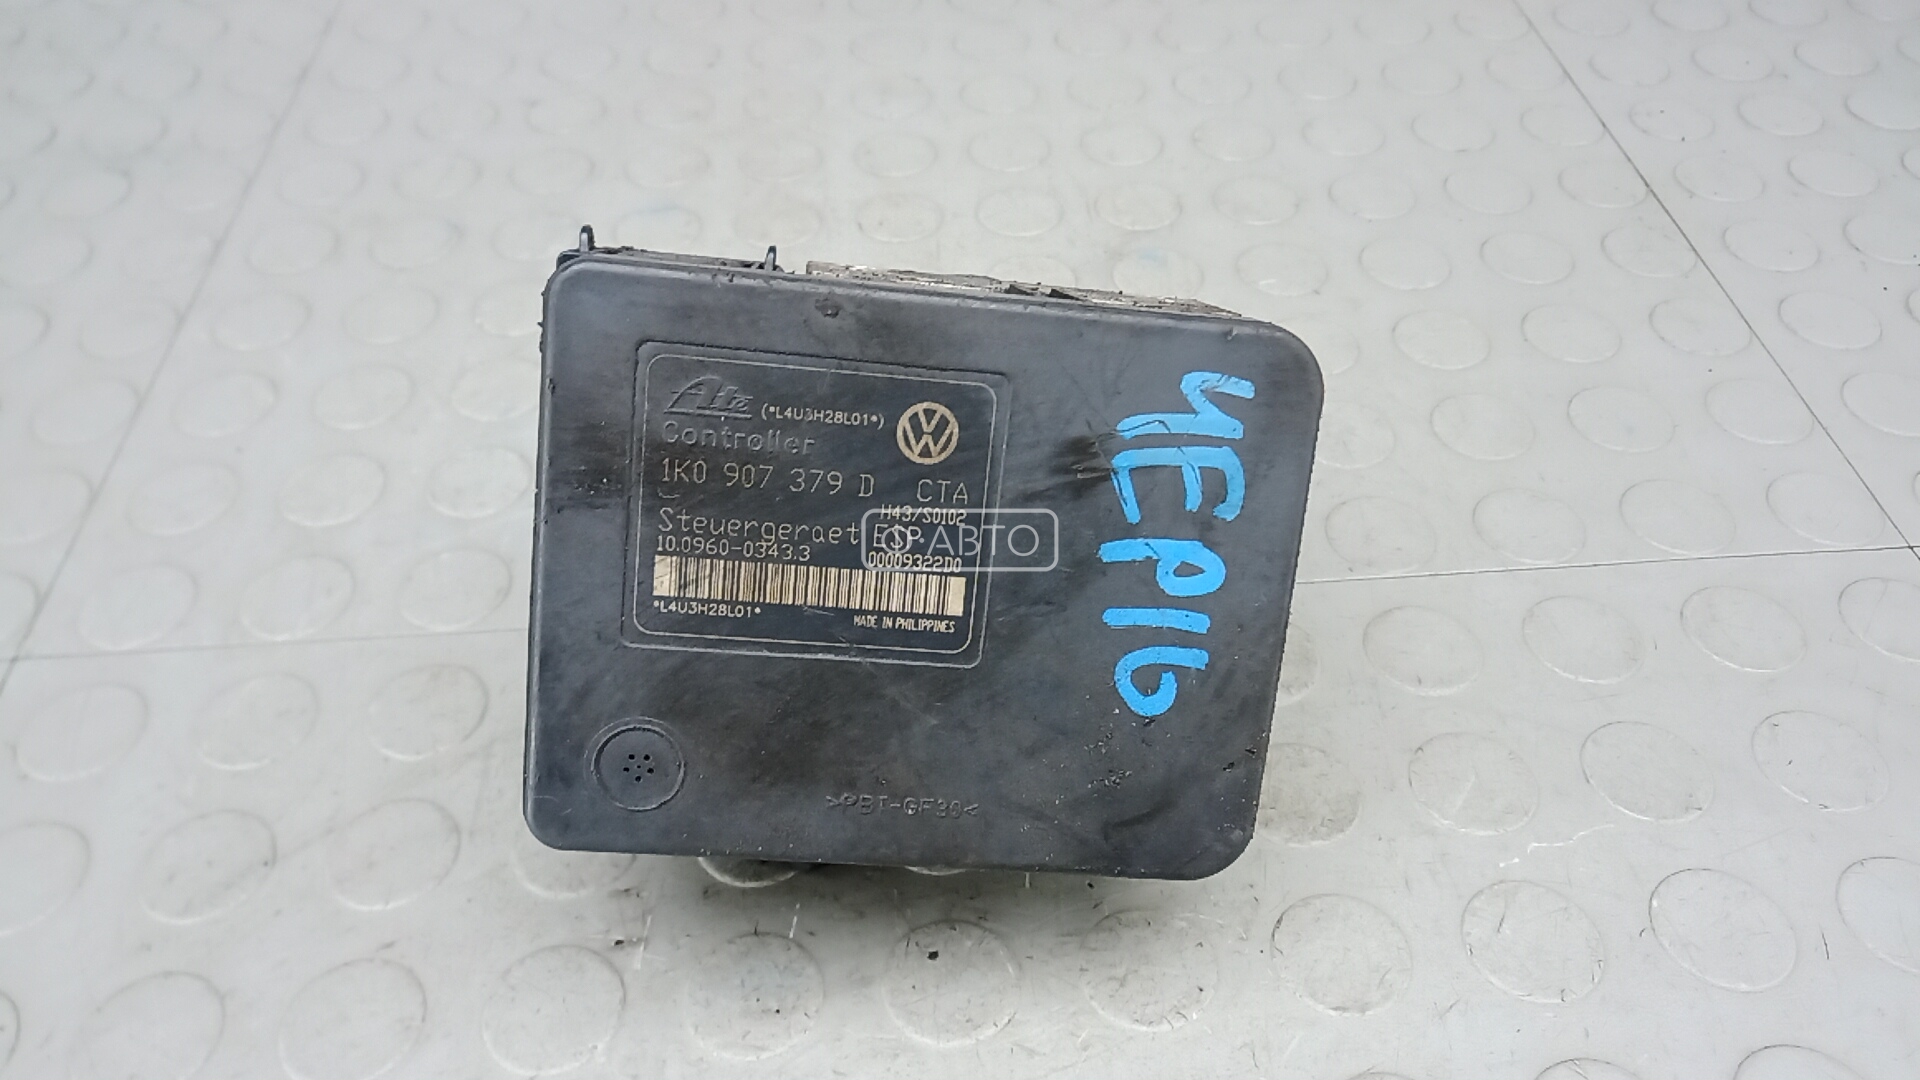 Ate (*L4U3H28L01*)
Controller
1K0 907 379 D CTA
H43/S0102
Steuergeraet ESP
10.0960-0343.3 00009322D0
*L4U3H28L01*
MADE IN PHILIPPINES
>PBT-GF30<
ЧЕР16
АВТО